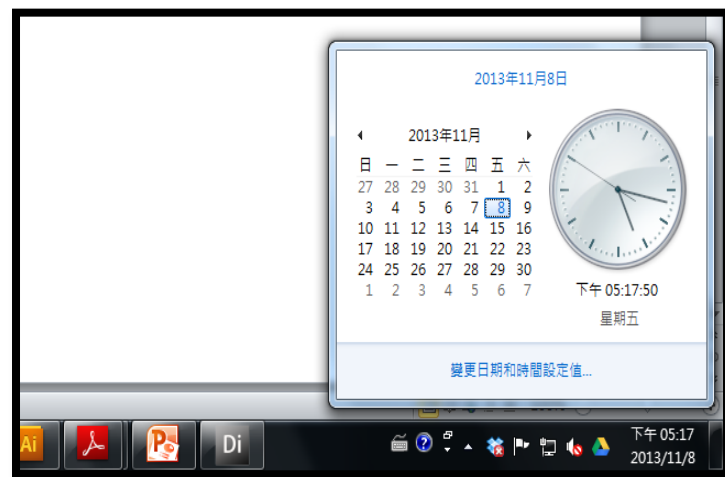 2013年11月8日
2013年11月
日 一 二 三 四 五 六
27 28 29 30 31 1 2
3 4 5 6 7 8 9
10 11 12 13 14 15 16
17 18 19 20 21 22 23
24 25 26 27 28 29 30
1 2 3 4 5 6 7
下午 05:17:50
星期五
變更日期和時間設定值...
Ai
P
Di
下午 05:17
2013/11/8